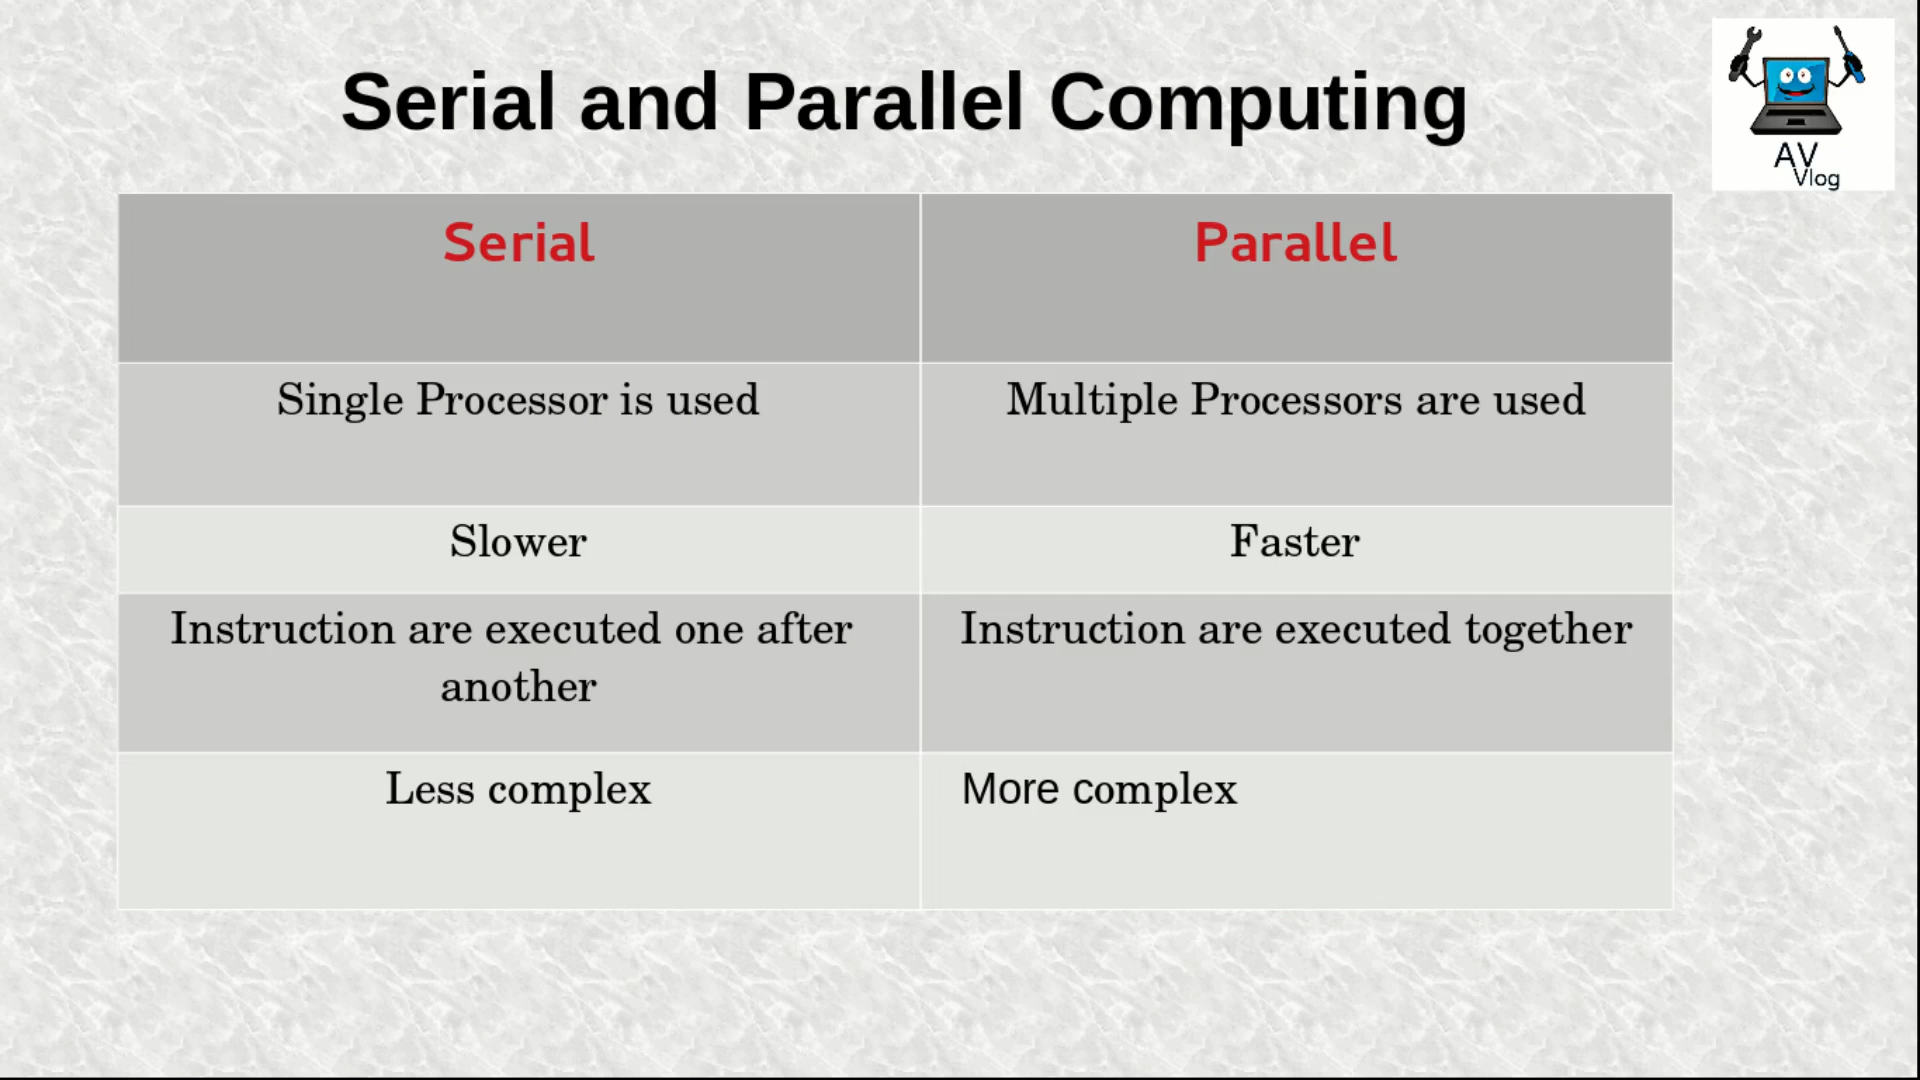 Serial and Parallel Computing
AV
Vlog
Serial
Parallel
Single Processor is used
Multiple Processors are used
Slower
Faster
Instruction are executed one after
another
Instruction are executed together
Less complex
More complex